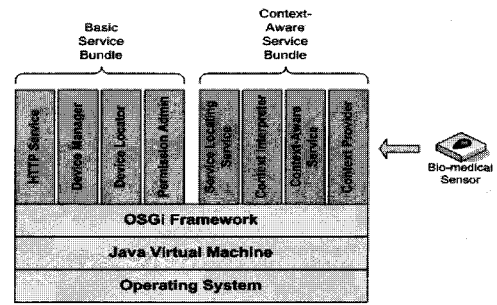 Basic
Service
Bundle
Context-
Aware
Service
Bundle
HTTP Service
Device Manager
Device Locator
Permission Admin
Service Locating
Service
Context Interpreter
Context-Aware
Service
Context Provider
Bio-medical
Sensor
OSGi Framework
Java Virtual Machine
Operating System